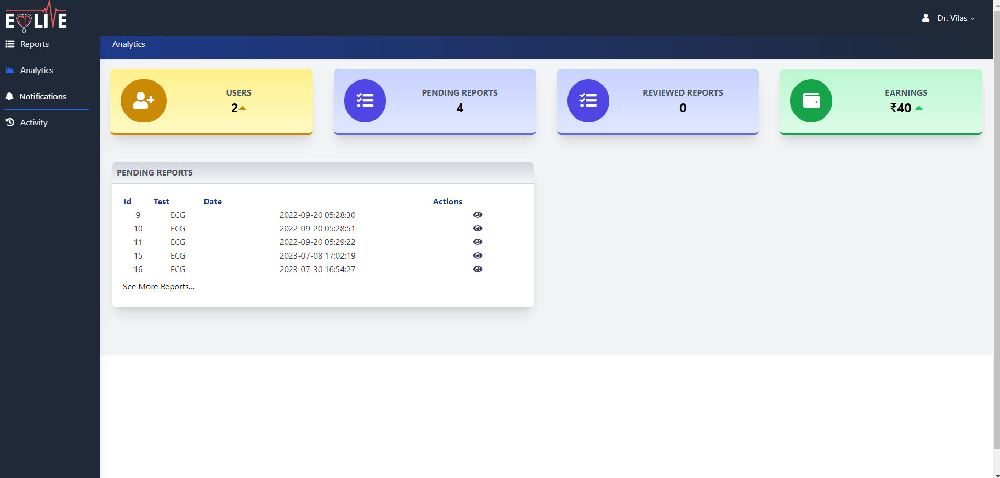 Dr. Vilas
Reports
Analytics
Notifications
Activity
Analytics
USERS
2
PENDING REPORTS
4
REVIEWED REPORTS
0
EARNINGS
₹40
PENDING REPORTS
Id Test Date Actions
9 ECG 2022-09-20 05:28:30
10 ECG 2022-09-20 05:28:51
11 ECG 2022-09-20 05:29:22
15 ECG 2023-07-08 17:02:19
16 ECG 2023-07-30 16:54:27
See More Reports...